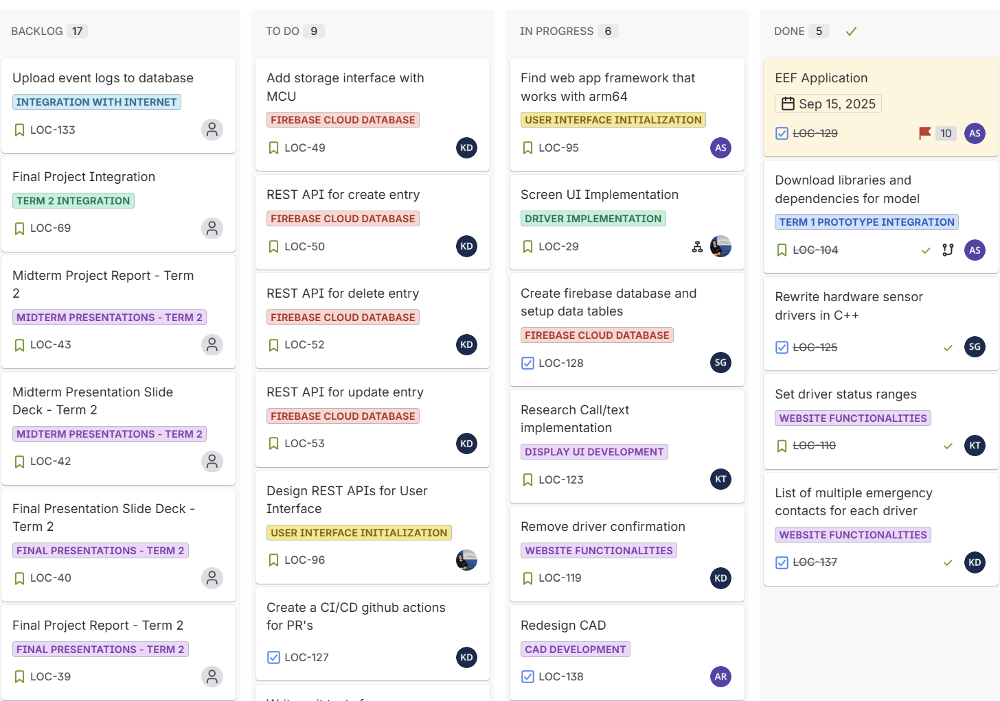 BACKLOG 17
Upload event logs to database
INTEGRATION WITH INTERNET
LOC-133
Final Project Integration
TERM 2 INTEGRATION
LOC-69
Midterm Project Report - Term
2
MIDTERM PRESENTATIONS - TERM 2
LOC-43
Midterm Presentation Slide
Deck - Term 2
MIDTERM PRESENTATIONS - TERM 2
LOC-42
Final Presentation Slide Deck -
Term 2
FINAL PRESENTATIONS - TERM 2
LOC-40
Final Project Report - Term 2
FINAL PRESENTATIONS - TERM 2
LOC-39
TO DO 9
Add storage interface with
MCU
FIREBASE CLOUD DATABASE
LOC-49 KD
REST API for create entry
FIREBASE CLOUD DATABASE
LOC-50 KD
REST API for delete entry
FIREBASE CLOUD DATABASE
LOC-52 KD
REST API for update entry
FIREBASE CLOUD DATABASE
LOC-53 KD
Design REST APIs for User
Interface
USER INTERFACE INITIALIZATION
LOC-96
Create a CI/CD github actions
for PR's
LOC-127 KD
IN PROGRESS 6
Find web app framework that
works with arm64
USER INTERFACE INITIALIZATION
LOC-95 AS
Screen UI Implementation
DRIVER IMPLEMENTATION
LOC-29
Create firebase database and
setup data tables
FIREBASE CLOUD DATABASE
LOC-128 SG
Research Call/text
implementation
DISPLAY UI DEVELOPMENT
LOC-123 KT
Remove driver confirmation
WEBSITE FUNCTIONALITIES
LOC-119 KD
Redesign CAD
CAD DEVELOPMENT
LOC-138 AR
DONE 5
EEF Application
Sep 15, 2025
LOC-129 10 AS
Download libraries and
dependencies for model
TERM 1 PROTOTYPE INTEGRATION
LOC-104 AS
Rewrite hardware sensor
drivers in C++
LOC-125 SG
Set driver status ranges
WEBSITE FUNCTIONALITIES
LOC-110 KT
List of multiple emergency
contacts for each driver
WEBSITE FUNCTIONALITIES
LOC-137 KD